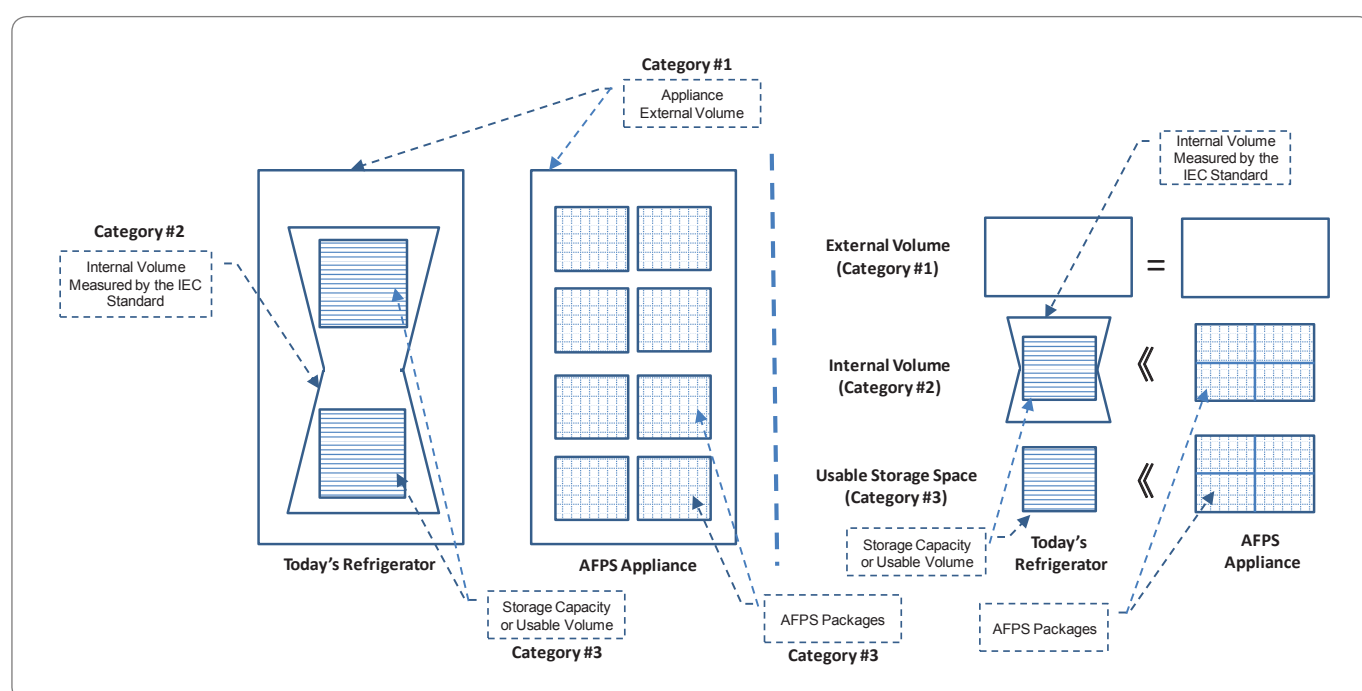 Category #1
Appliance
External Volume
Category #2
Internal Volume
Measured by the IEC
Standard
Today's Refrigerator
AFPS Appliance
Storage Capacity
or Usable Volume
Category #3
AFPS Packages
Category #3
Internal Volume
Measured by the
IEC Standard
External Volume
(Category #1)
=
Internal Volume
(Category #2)
⟪
Usable Storage Space
(Category #3)
⟪
Storage Capacity
or Usable Volume
Today's
Refrigerator
AFPS
Appliance
AFPS Packages